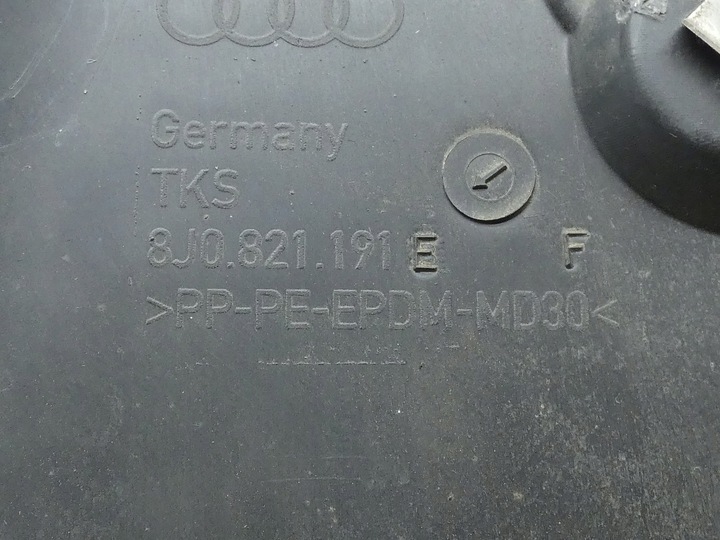 Germany
TKS
8J0.821.191 E F
>PP-PE-EPDM-MD30<